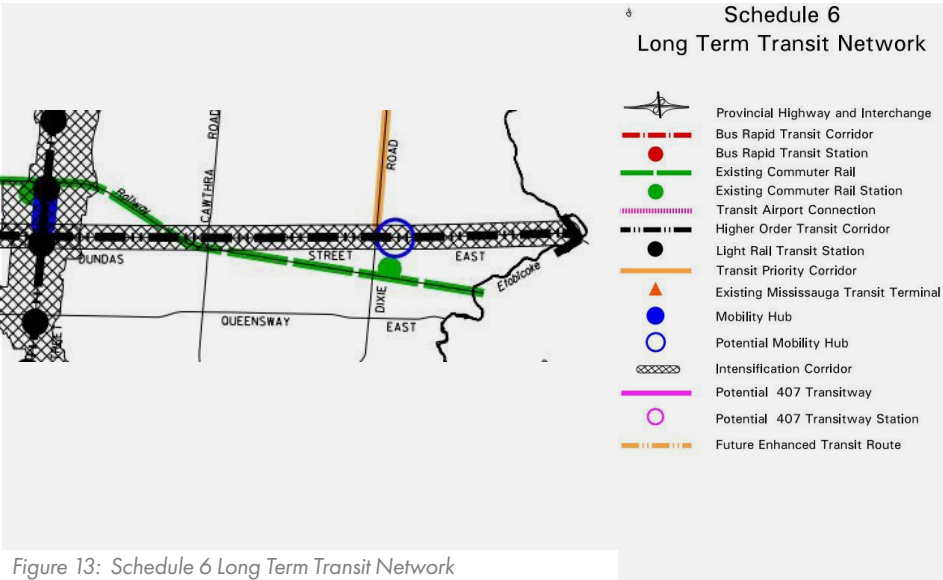 Schedule 6
Long Term Transit Network
Provincial Highway and Interchange
Bus Rapid Transit Corridor
Bus Rapid Transit Station
Existing Commuter Rail
Existing Commuter Rail Station
Transit Airport Connection
Higher Order Transit Corridor
Light Rail Transit Station
Transit Priority Corridor
Existing Mississauga Transit Terminal
Mobility Hub
Potential Mobility Hub
Intensification Corridor
Potential 407 Transitway
Potential 407 Transitway Station
Future Enhanced Transit Route
ROAD
CAWTHRA
ROAD
Railway
DUNDAS
STREET
EAST
Etobicoke
DIXIE
QUEENSWAY
EAST
Figure 13: Schedule 6 Long Term Transit Network